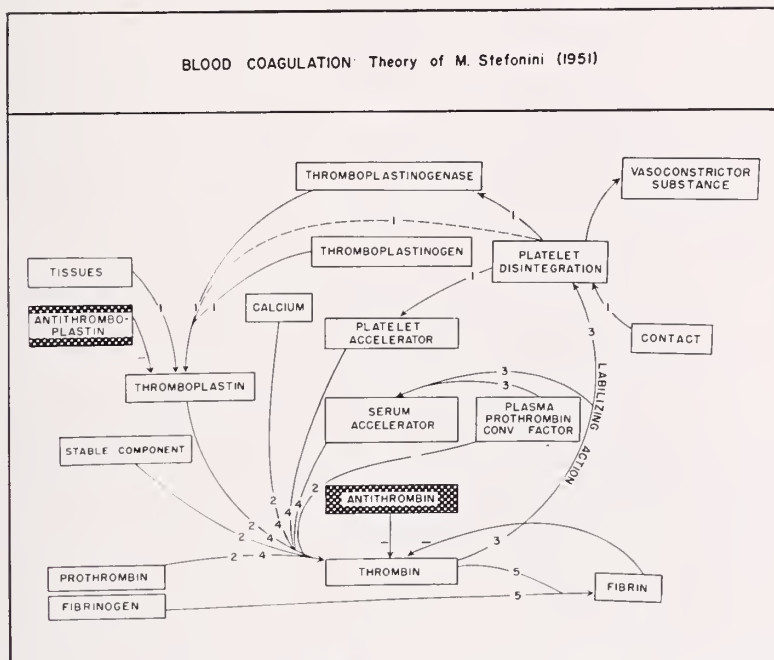 BLOOD COAGULATION: Theory of M. Stefonini (1951)
THROMBOPLASTINOGENASE
VASOCONSTRICTOR
SUBSTANCE
1
1
THROMBOPLASTINOGEN
PLATELET
DISINTEGRATION
TISSUES
1
1
1
1
1
ANTITHROMBO-
PLASTIN
CALCIUM
PLATELET
ACCELERATOR
3
CONTACT
–
THROMBOPLASTIN
3
3
LABILIZING ACTION
SERUM
ACCELERATOR
PLASMA
PROTHROMBIN
CONV FACTOR
STABLE COMPONENT
2
ANTITHROMBIN
2
4
4
2
4
2
–
–
3
2
4
PROTHROMBIN
THROMBIN
5
FIBRIN
FIBRINOGEN
5